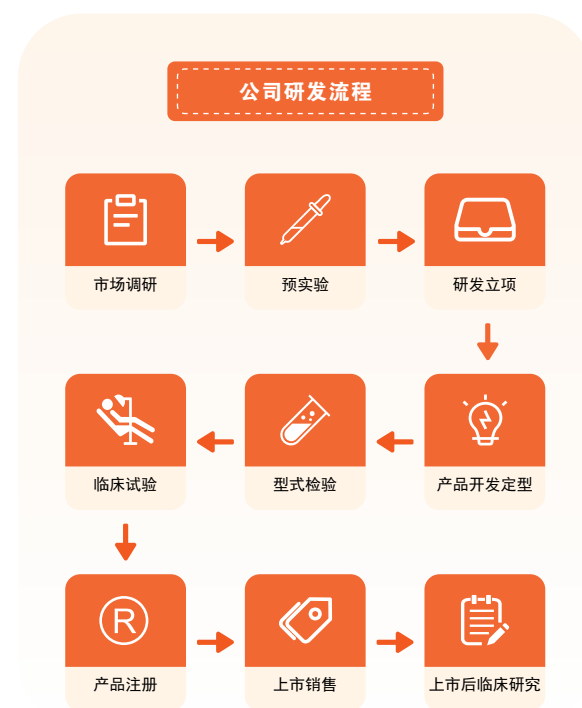 公司研发流程
市场调研
预实验
研发立项
产品开发定型
型式检验
临床试验
R
产品注册
上市销售
上市后临床研究